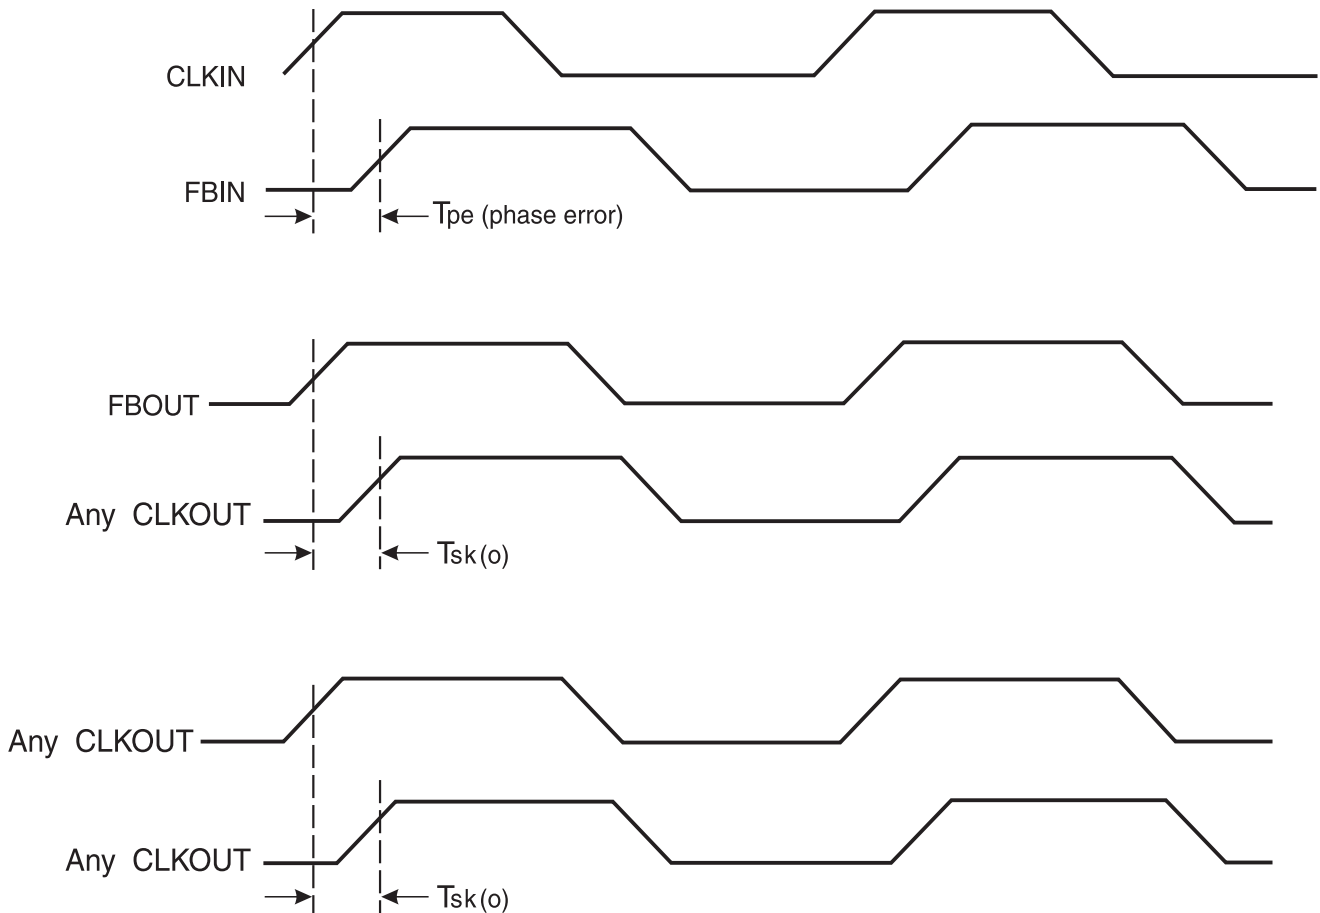 CLKIN
FBIN
Tpe (phase error)
FBOUT
Any CLKOUT
Tsk(o)
Any CLKOUT
Any CLKOUT
Tsk(o)